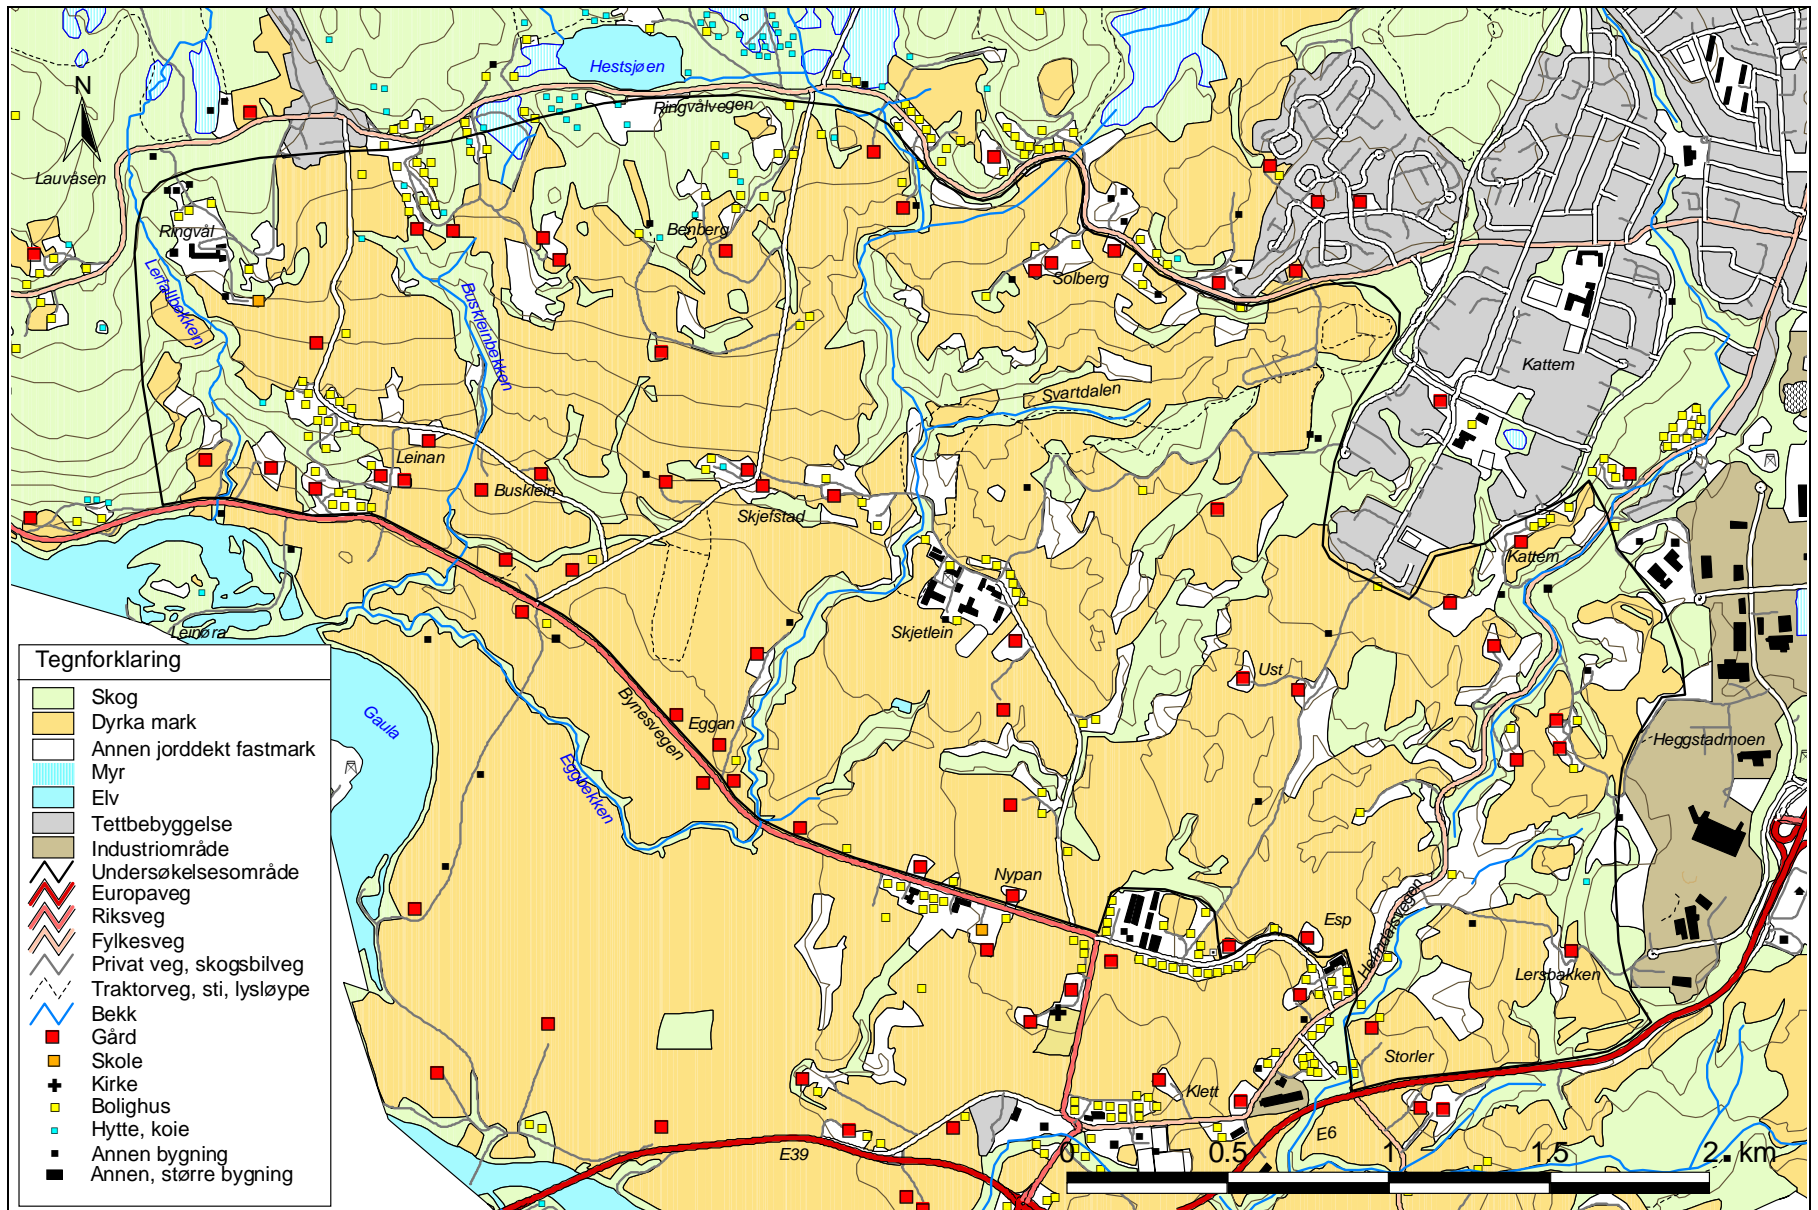 Hestsjøen
N
Ringvålvegen
Lauvåsen
Ringvål
Benberg
Solberg
Lerfallbekken
Buskleinbekken
Kattem
Svartdalen
Leinan
Busklein
Skjefstad
Kattem
Leinøra
Skjetlein
Ust
Gaula
Bynesvegen
Eggan
Heggstadmoen
Eggbekken
Nypan
Esp
Heimdalsvegen
Lersbakken
Storler
Klett
E6
E39
0 0.5 1 1.5 2 km
Tegnforklaring
Skog
Dyrka mark
Annen jorddekt fastmark
Myr
Elv
Tettbebyggelse
Industriområde
Undersøkelsesområde
Europaveg
Riksveg
Fylkesveg
Privat veg, skogsbilveg
Traktorveg, sti, lysløype
Bekk
Gård
Skole
Kirke
Bolighus
Hytte, koie
Annen bygning
Annen, større bygning